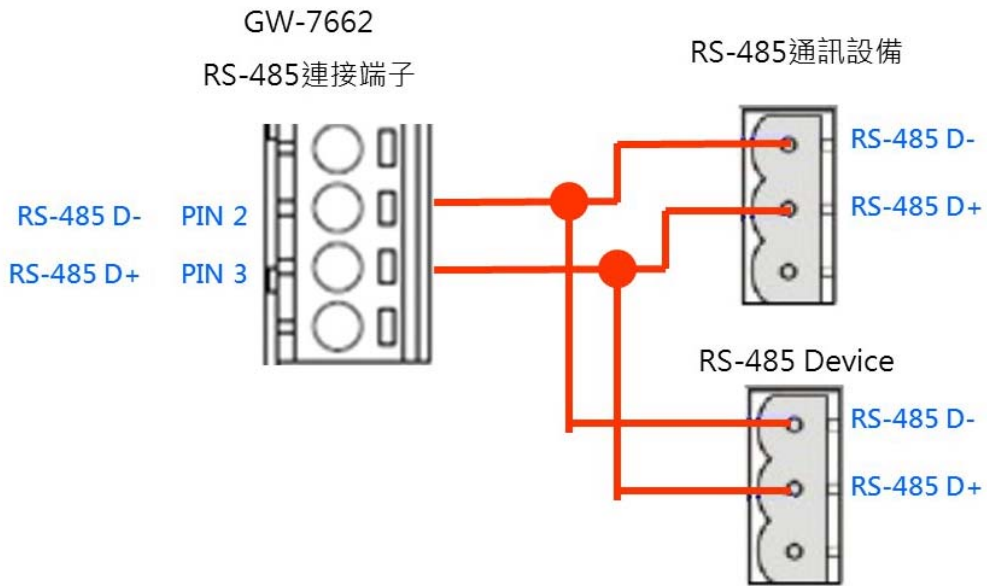 GW-7662
RS-485連接端子
RS-485通訊設備
RS-485 D-
RS-485 D+
RS-485 D- PIN 2
RS-485 D+ PIN 3
RS-485 Device
RS-485 D-
RS-485 D+